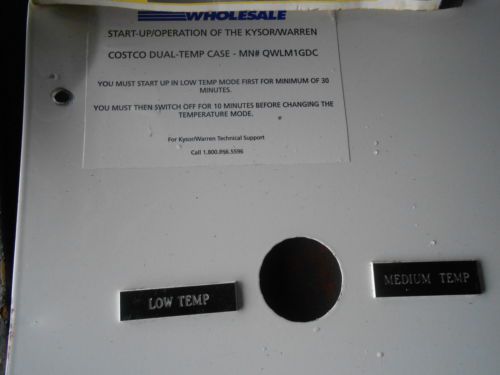 WHOLESALE
START-UP/OPERATION OF THE KYSOR/WARREN
COSTCO DUAL-TEMP CASE - MN# QWLM1GDC
YOU MUST START UP IN LOW TEMP MODE FIRST FOR MINIMUM OF 30
MINUTES.
YOU MUST THEN SWITCH OFF FOR 10 MINUTES BEFORE CHANGING THE
TEMPERATURE MODE.
For Kysor/Warren Technical Support
Call 1.800.866.5596
LOW TEMP
MEDIUM TEMP